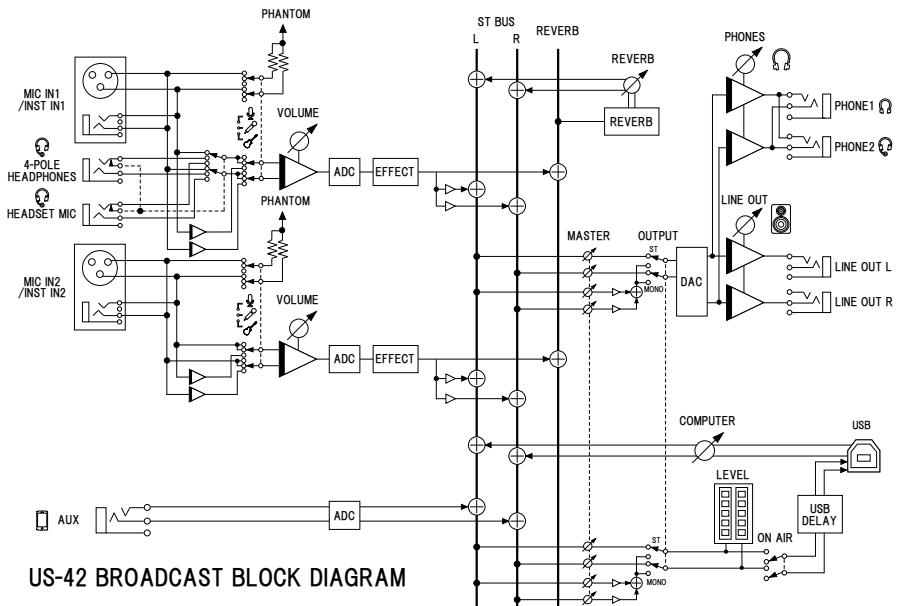 PHANTOM
ST BUS
L
R
REVERB
MIC IN1
/INST IN1
VOLUME
REVERB
REVERB
PHONES
PHONE1
PHONE2
4-POLE
HEADPHONES
HEADSET MIC
ADC
EFFECT
PHANTOM
MIC IN2
/INST IN2
VOLUME
ADC
EFFECT
MASTER
OUTPUT
ST
MONO
DAC
LINE OUT
LINE OUT L
LINE OUT R
COMPUTER
USB
LEVEL
USB
DELAY
ON AIR
AUX
ADC
ST
MONO
US-42 BROADCAST BLOCK DIAGRAM